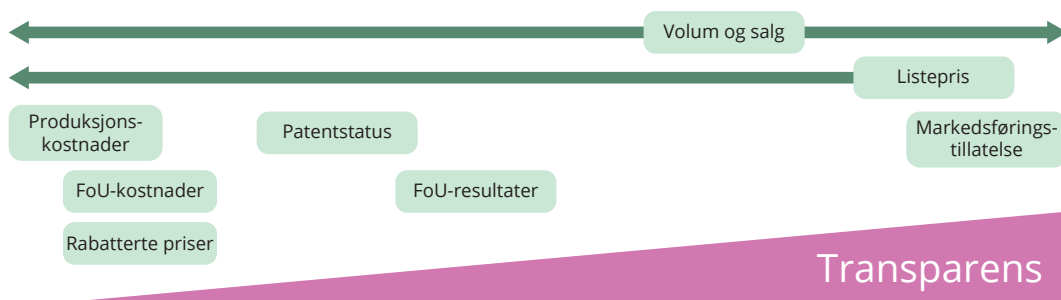 Volum og salg
Listepris
Produksjons-
kostnader
Patentstatus
Markedsførings-
tillatelse
FoU-kostnader
FoU-resultater
Rabatterte priser
Transparens